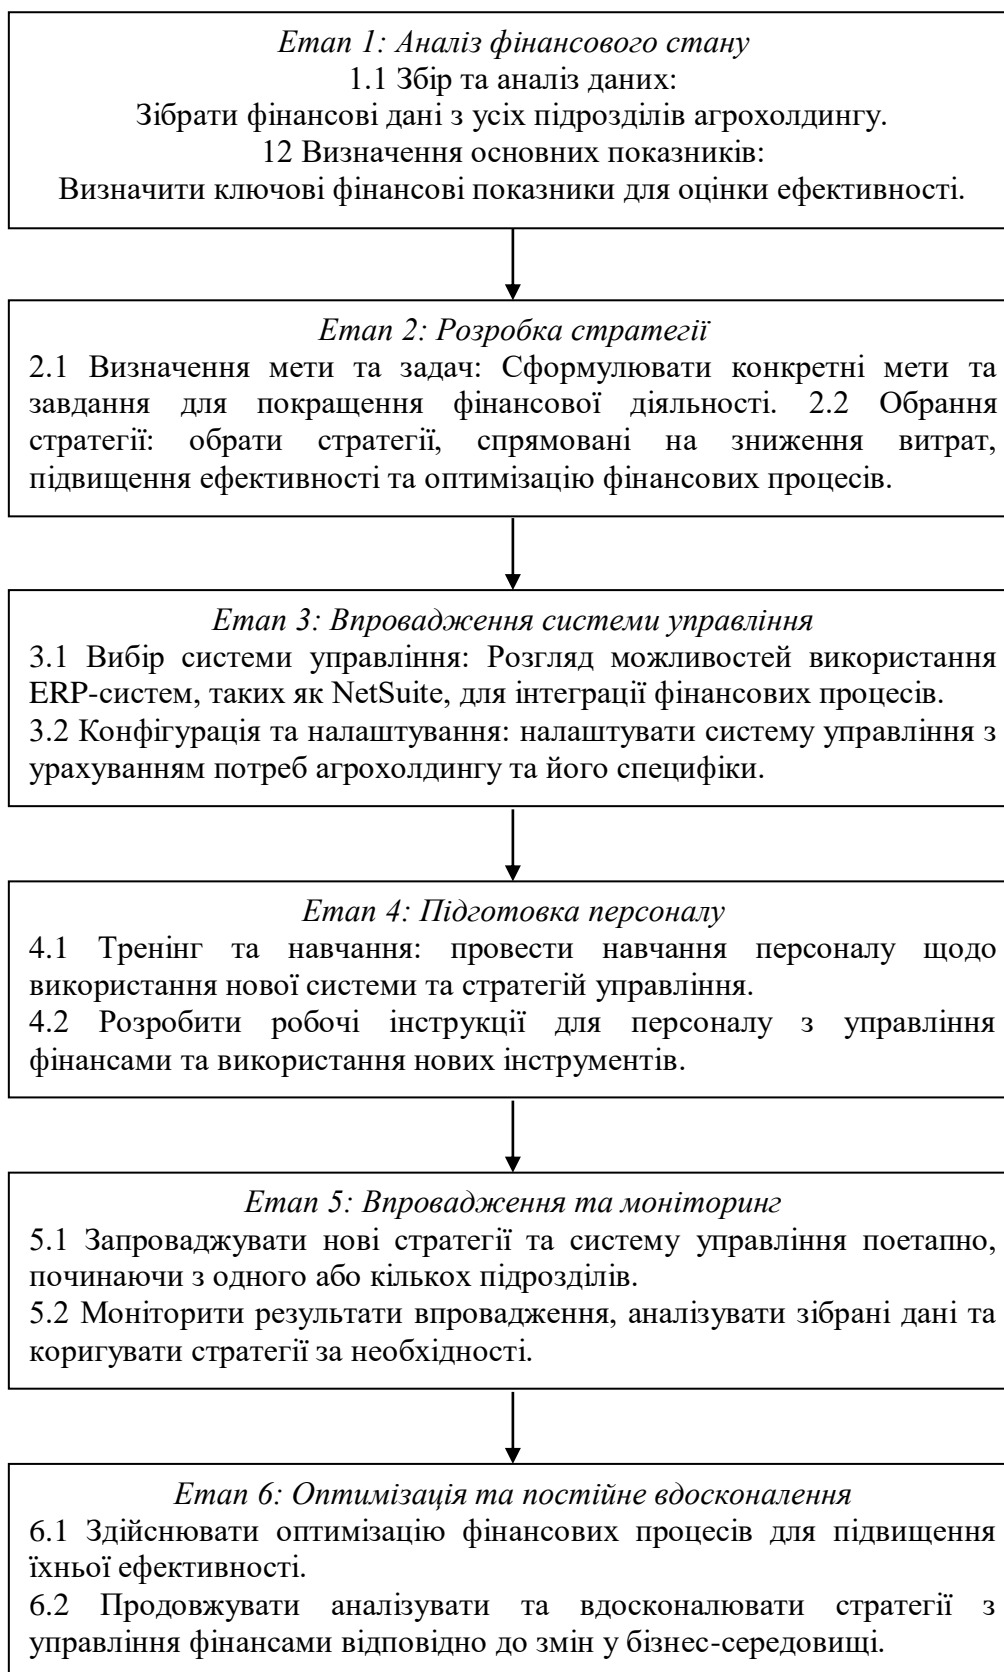 Етап 1: Аналіз фінансового стану
1.1 Збір та аналіз даних:
Зібрати фінансові дані з усіх підрозділів агрохолдингу.
12 Визначення основних показників:
Визначити ключові фінансові показники для оцінки ефективності.
Етап 2: Розробка стратегії
2.1 Визначення мети та задач: Сформулювати конкретні мети та
завдання для покращення фінансової діяльності. 2.2 Обрання
стратегії: обрати стратегії, спрямовані на зниження витрат,
підвищення ефективності та оптимізацію фінансових процесів.
Етап 3: Впровадження системи управління
3.1 Вибір системи управління: Розгляд можливостей використання
ERP-систем, таких як NetSuite, для інтеграції фінансових процесів.
3.2 Конфігурація та налаштування: налаштувати систему управління з
урахуванням потреб агрохолдингу та його специфіки.
Етап 4: Підготовка персоналу
4.1 Тренінг та навчання: провести навчання персоналу щодо
використання нової системи та стратегій управління.
4.2 Розробити робочі інструкції для персоналу з управління
фінансами та використання нових інструментів.
Етап 5: Впровадження та моніторинг
5.1 Запроваджувати нові стратегії та систему управління поетапно,
починаючи з одного або кількох підрозділів.
5.2 Моніторити результати впровадження, аналізувати зібрані дані та
коригувати стратегії за необхідності.
Етап 6: Оптимізація та постійне вдосконалення
6.1 Здійснювати оптимізацію фінансових процесів для підвищення
їхньої ефективності.
6.2 Продовжувати аналізувати та вдосконалювати стратегії з
управління фінансами відповідно до змін у бізнес-середовищі.